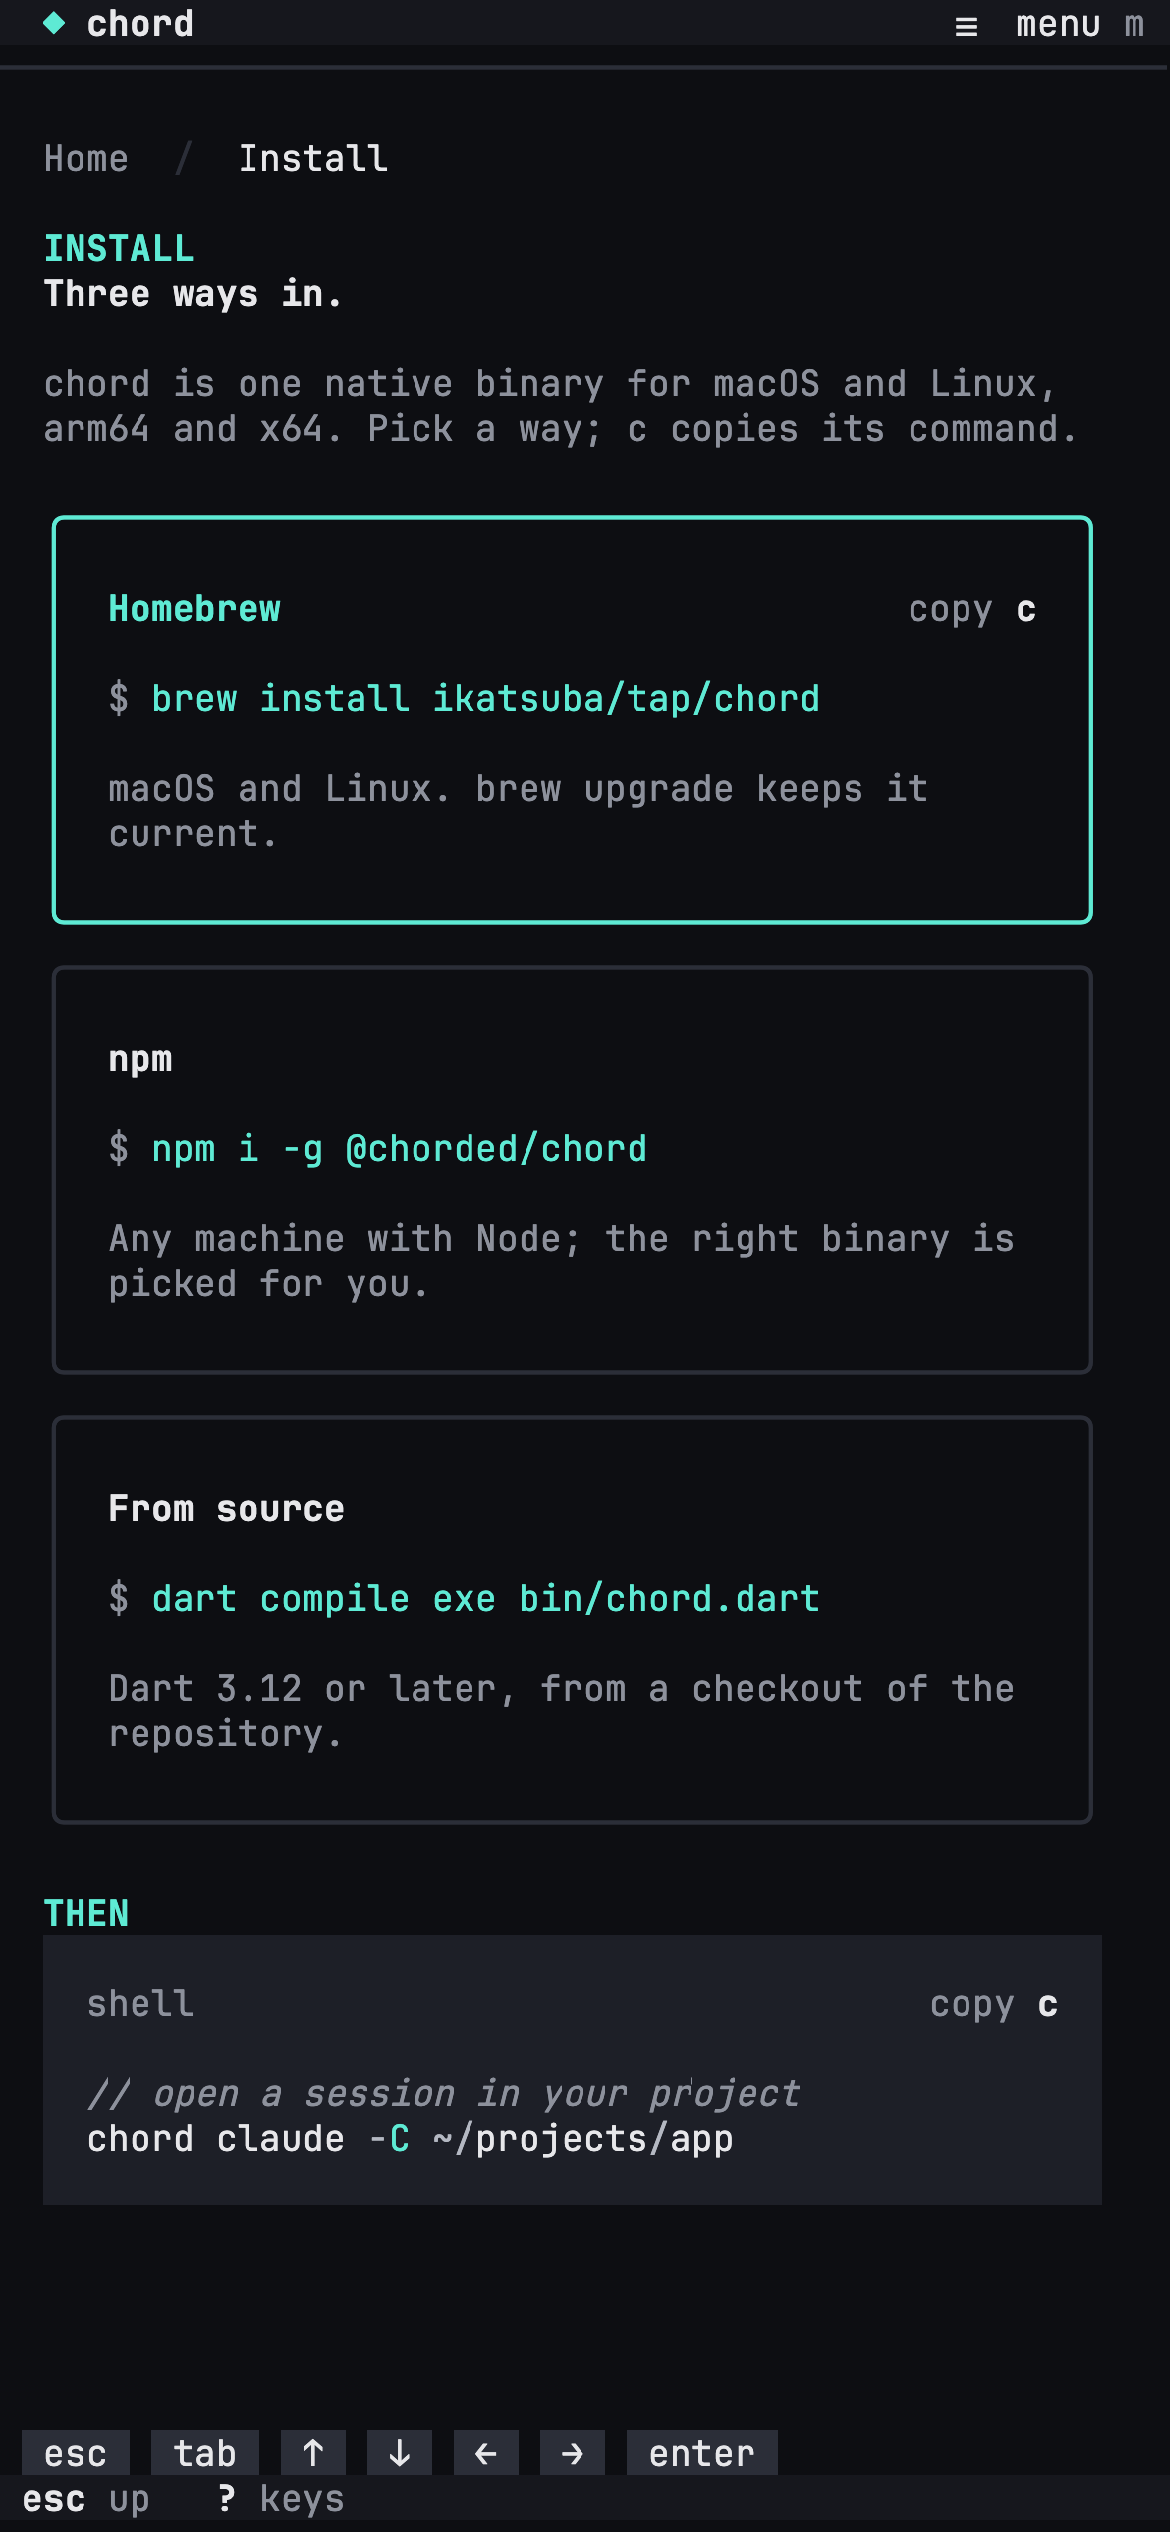 ◆ chord ≡ menu m
Home / Install
INSTALL
Three ways in.
chord is one native binary for macOS and Linux,
arm64 and x64. Pick a way; c copies its command.
Homebrew copy c
$ brew install ikatsuba/tap/chord
macOS and Linux. brew upgrade keeps it
current.
npm
$ npm i -g @chorded/chord
Any machine with Node; the right binary is
picked for you.
From source
$ dart compile exe bin/chord.dart
Dart 3.12 or later, from a checkout of the
repository.
THEN
shell copy c
// open a session in your project
chord claude -C ~/projects/app
esc tab ↑ ↓ ← → enter
esc up ? keys